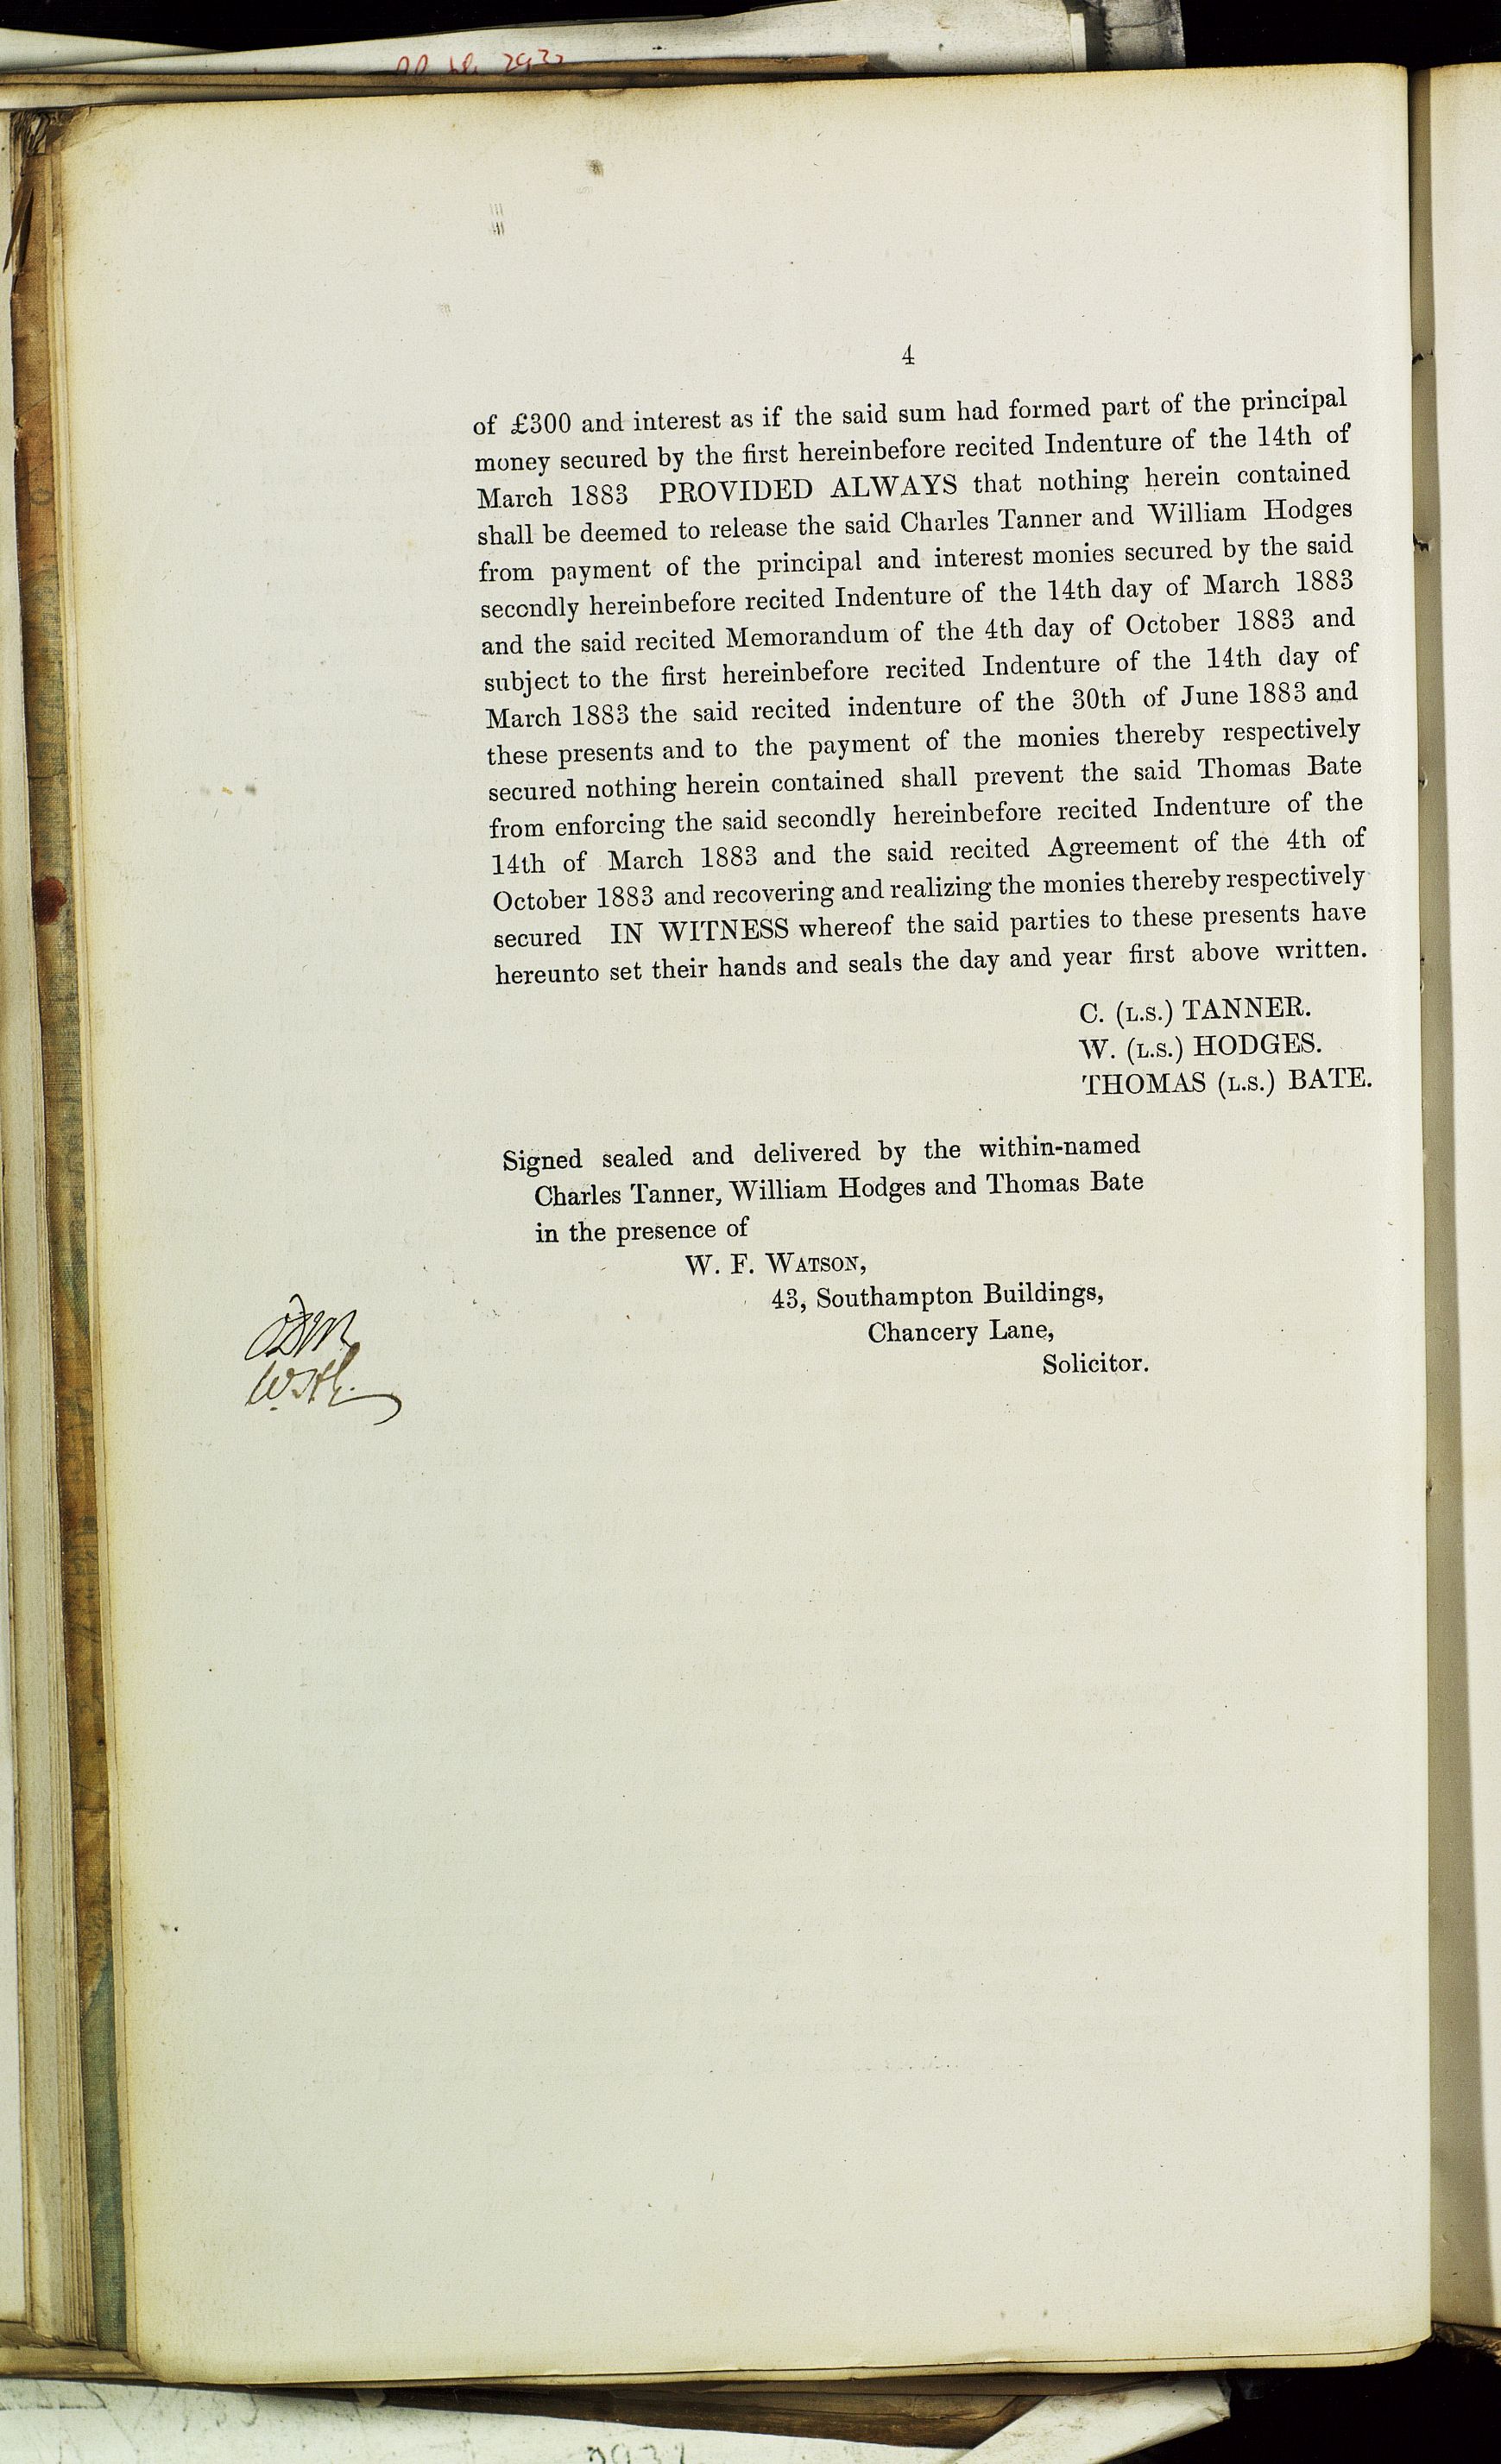 4
of £300 and interest as if the said sum had formed part of the principal
money secured by the first hereinbefore recited Indenture of the 14th of
March 1883 PROVIDED ALWAYS that nothing herein contained
shall be deemed to release the said Charles Tanner and William Hodges
from payment of the principal and interest monies secured by the said
secondly hereinbefore recited Indenture of the 14th day of March 1883
and the said recited Memorandum of the 4th day of October 1883 and
subject to the first hereinbefore recited Indenture of the 14th day of
March 1883 the said recited indenture of the 30th of June 1883 and
these presents and to the payment of the monies thereby respectively
secured nothing herein contained shall prevent the said Thomas Bate
from enforcing the said secondly hereinbefore recited Indenture of the
14th of March 1883 and the said recited Agreement of the 4th of
October 1883 and recovering and realizing the monies thereby respectively
secured IN WITNESS whereof the said parties to these presents have
hereunto set their hands and seals the day and year first above written.
C. (L.S.) TANNER.
W. (L.S.) HODGES.
THOMAS (L.S.) BATE.
Signed sealed and delivered by the within-named
Charles Tanner, William Hodges and Thomas Bate
in the presence of
W. F. WATSON,
43, Southampton Buildings,
Chancery Lane,
Solicitor.